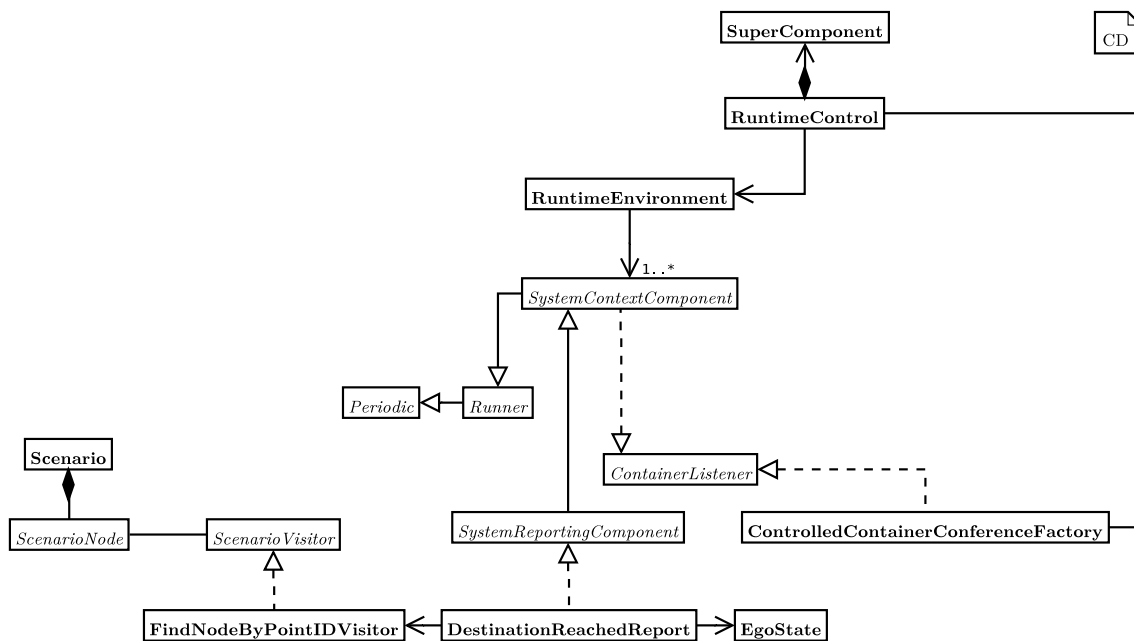 SuperComponent
CD
RuntimeControl
RuntimeEnvironment
1..*
SystemContextComponent
Periodic
Runner
Scenario
ContainerListener
ScenarioNode
ScenarioVisitor
SystemReportingComponent
ControlledContainerConferenceFactory
FindNodeByPointIDVisitor
DestinationReachedReport
EgoState